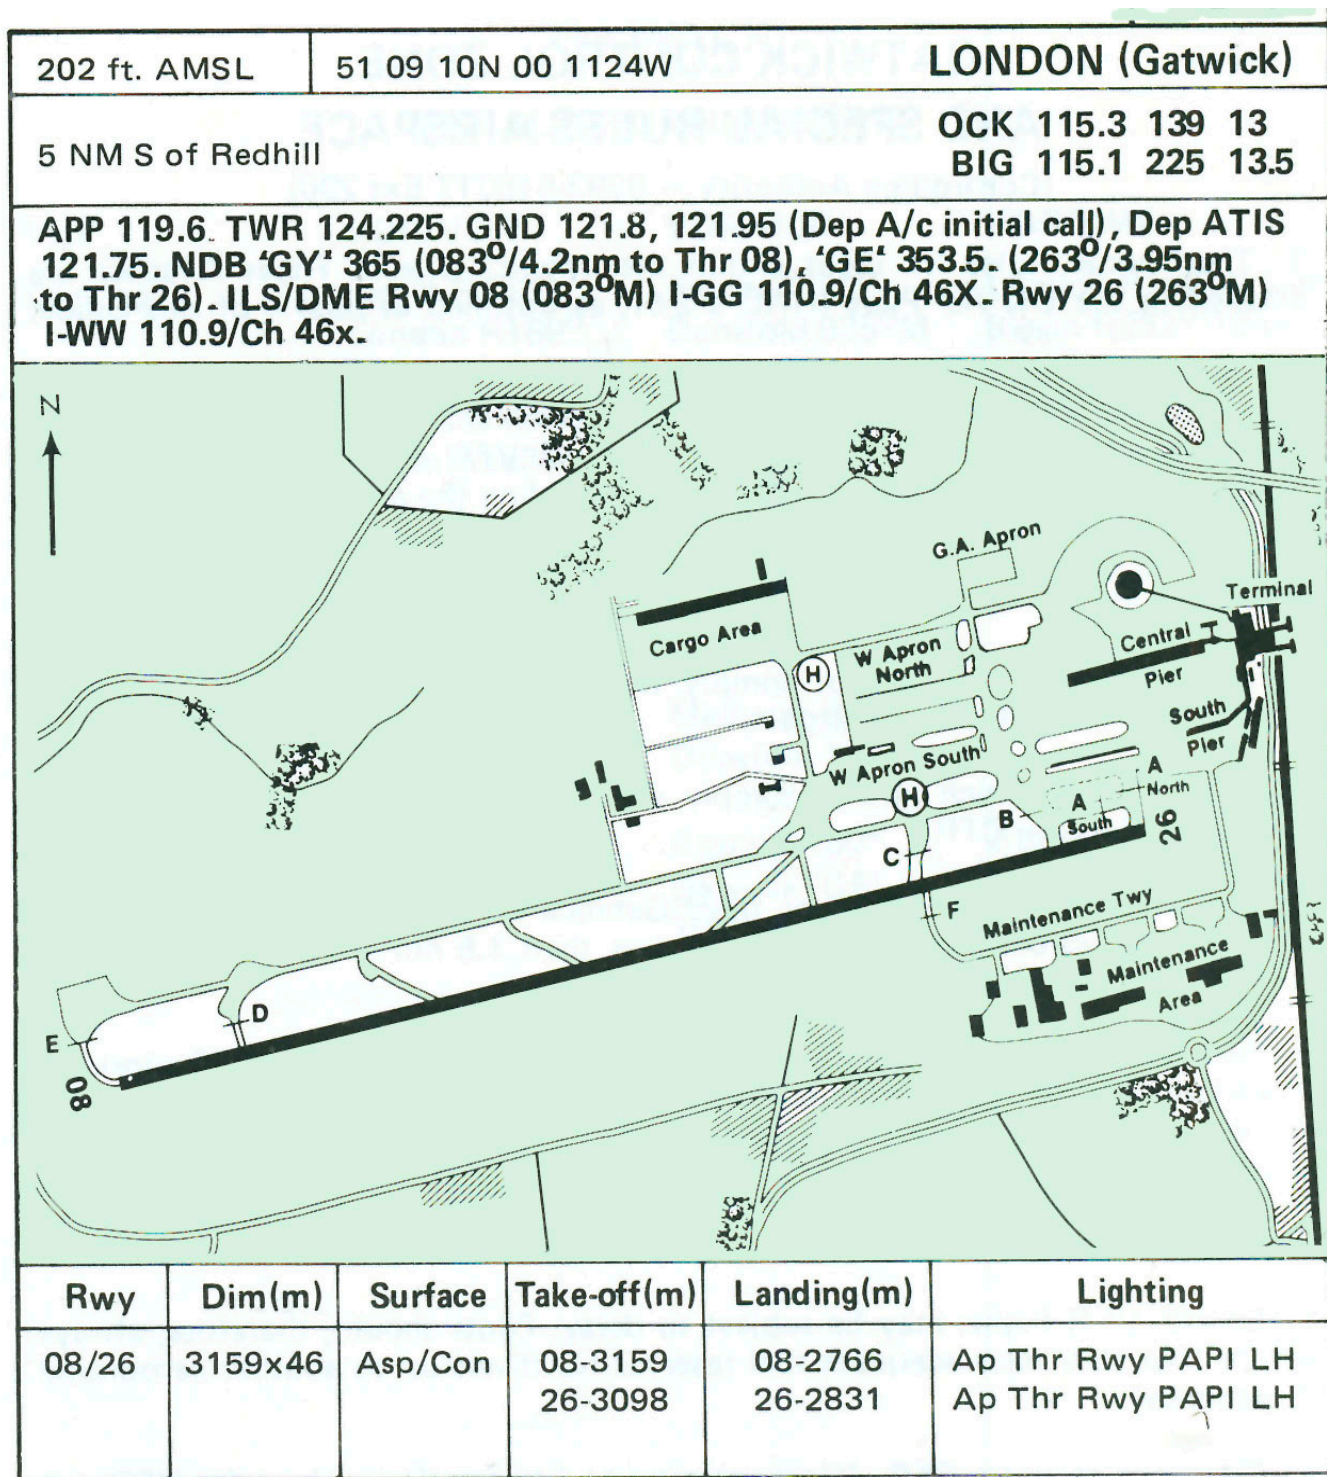 202 ft. AMSL
51 09 10N 00 1124W
LONDON (Gatwick)
5 NM S of Redhill
OCK 115.3 139 13
BIG 115.1 225 13.5
APP 119.6. TWR 124.225. GND 121.8, 121.95 (Dep A/c initial call), Dep ATIS
121.75. NDB 'GY' 365 (083º/4.2nm to Thr 08), 'GE' 353.5. (263º/3.95nm
to Thr 26). ILS/DME Rwy 08 (083ºM) I-GG 110.9/Ch 46X. Rwy 26 (263ºM)
I-WW 110.9/Ch 46x.
N
G.A. Apron
Terminal
Cargo Area
Central
Pier
W Apron
North
H
South
Pier
W Apron South
H
A
North
A
South
B
26
C
F
Maintenance Twy
Maintenance
Area
D
E
08
Rwy Dim(m) Surface Take-off(m) Landing(m) Lighting
08/26 3159x46 Asp/Con 08-3159 08-2766 Ap Thr Rwy PAPI LH
26-3098 26-2831 Ap Thr Rwy PAPI LH